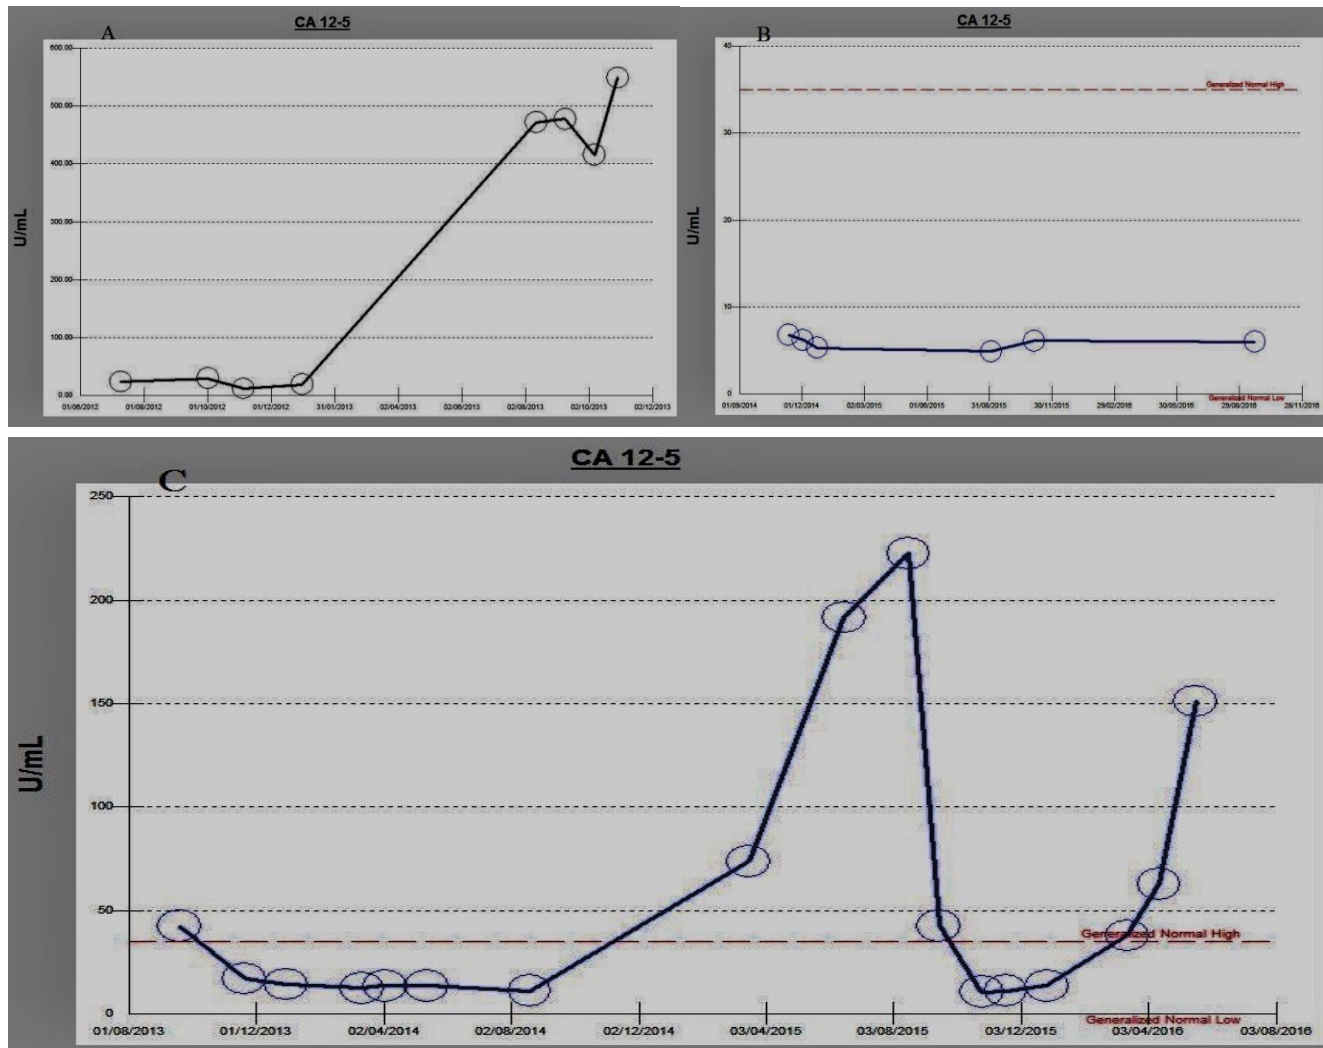 A
CA 12-5
U/mL
600.00
500.00
400.00
300.00
200.00
100.00
0.00
01/06/2012 01/08/2012 01/10/2012 01/12/2012 31/01/2013 02/04/2013 02/06/2013 02/08/2013 02/10/2013 02/12/2013
B
CA 12-5
U/mL
40
Generalized Normal High
30
20
10
0
Generalized Normal Low
01/09/2014 01/12/2014 02/03/2015 01/06/2015 31/08/2015 30/11/2015 29/02/2016 30/05/2016 29/08/2016 28/11/2016
C
CA 12-5
U/mL
250
200
150
100
50
Generalized Normal High
0
Generalized Normal Low
01/08/2013 01/12/2013 02/04/2014 02/08/2014 02/12/2014 03/04/2015 03/08/2015 03/12/2015 03/04/2016 03/08/2016